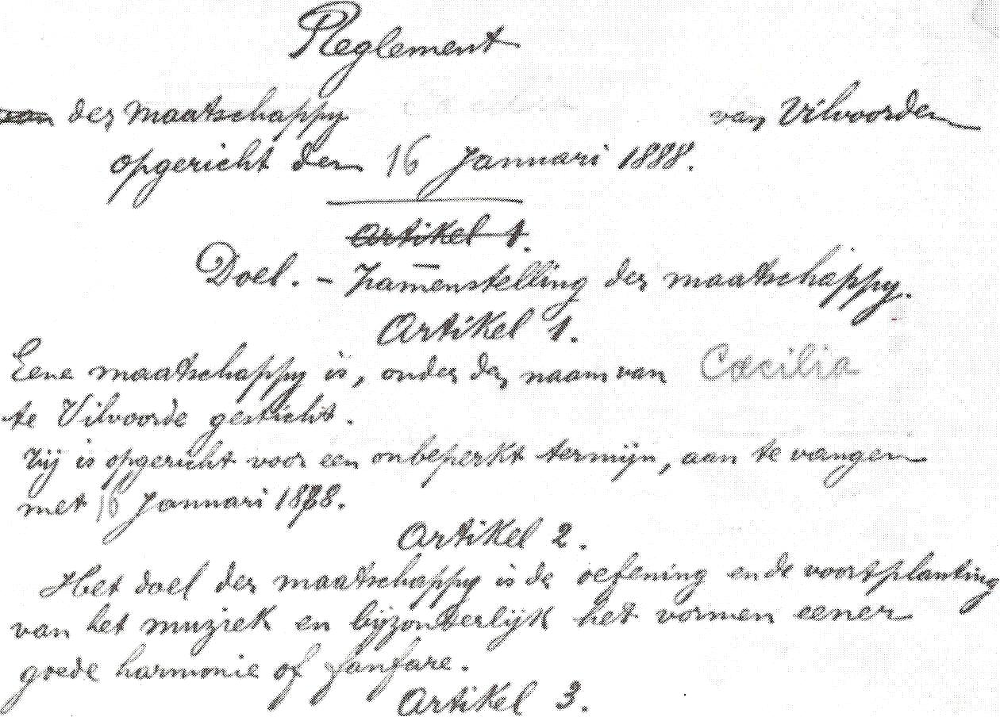 Reglement
van der maatschappy Cæcilia van Vilvorden
opgericht den 16 Januari 1888.
Artikel 1.
Doel. - Zamenstelling der maatschappy.
Artikel 1.
Eene maatschappy is, onder den naam van Cæcilia
te Vilvoorde gesticht.
Zij is opgericht voor een onbeperkt termijn, aan te vangen
met 16 Januari 1888.
Artikel 2.
Het doel der maatschappy is de oefening en de voortplanting
van het muziek en bijzonderlijk het vormen eener
goede harmonie of fanfare.
Artikel 3.